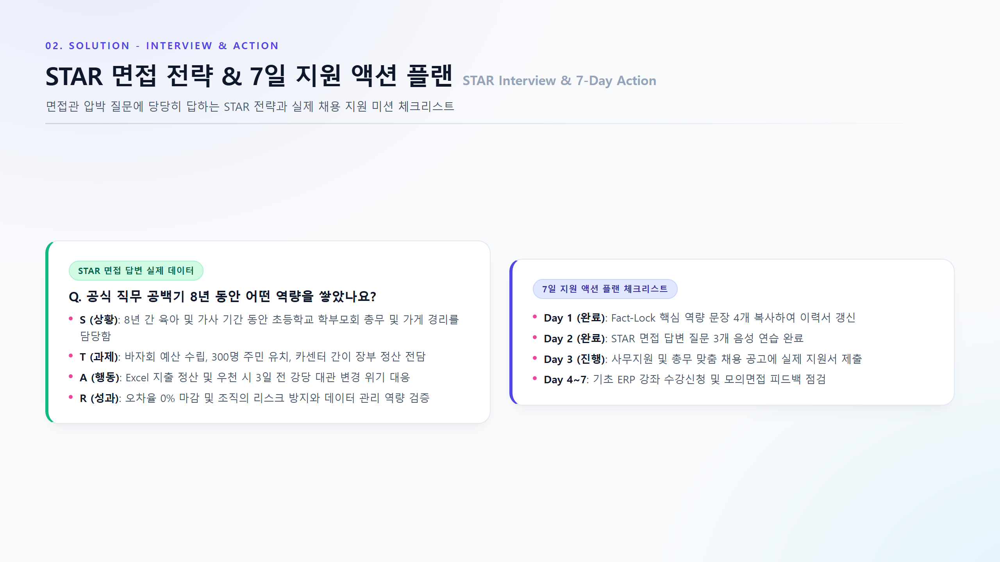 02. SOLUTION - INTERVIEW & ACTION
STAR 면접 전략 & 7일 지원 액션 플랜 STAR Interview & 7-Day Action
면접관 압박 질문에 당당히 답하는 STAR 전략과 실제 채용 지원 미션 체크리스트
STAR 면접 답변 실제 데이터
Q. 공식 직무 공백기 8년 동안 어떤 역량을 쌓았나요?
• S (상황): 8년 간 육아 및 가사 기간 동안 초등학교 학부모회 총무 및 가게 경리를
담당함
• T (과제): 바자회 예산 수립, 300명 주민 유치, 카센터 간이 장부 정산 전담
• A (행동): Excel 지출 정산 및 우천 시 3일 전 강당 대관 변경 위기 대응
• R (성과): 오차율 0% 마감 및 조직의 리스크 방지와 데이터 관리 역량 검증
7일 지원 액션 플랜 체크리스트
• Day 1 (완료): Fact-Lock 핵심 역량 문장 4개 복사하여 이력서 갱신
• Day 2 (완료): STAR 면접 답변 질문 3개 음성 연습 완료
• Day 3 (진행): 사무지원 및 총무 맞춤 채용 공고에 실제 지원서 제출
• Day 4~7: 기초 ERP 강좌 수강신청 및 모의면접 피드백 점검